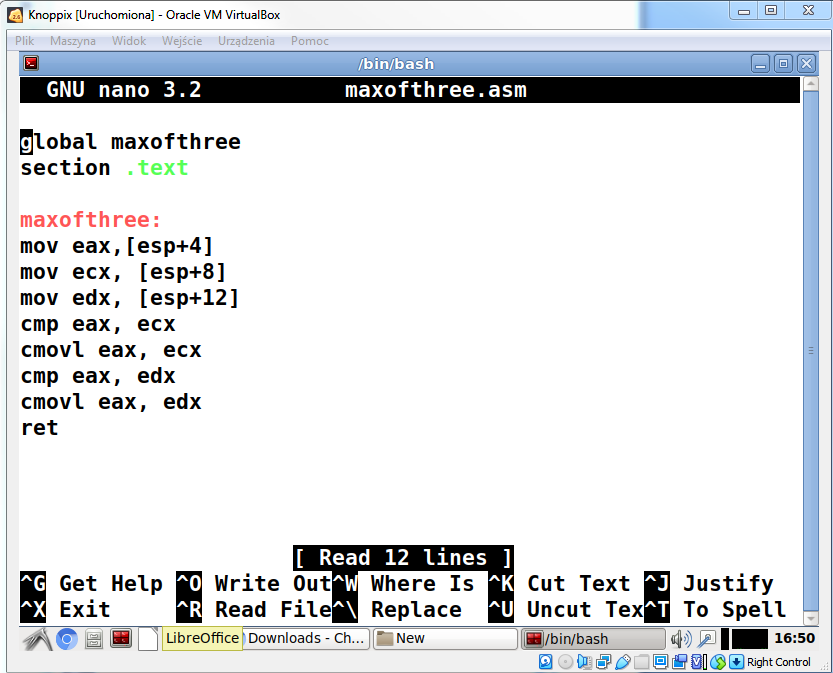 Knoppix [Uruchomiona] - Oracle VM VirtualBox
Plik Maszyna Widok Wejście Urządzenia Pomoc
/bin/bash
GNU nano 3.2 maxofthree.asm
global maxofthree
section .text
maxofthree:
mov eax,[esp+4]
mov ecx, [esp+8]
mov edx, [esp+12]
cmp eax, ecx
cmovl eax, ecx
cmp eax, edx
cmovl eax, edx
ret
[ Read 12 lines ]
^G Get Help ^O Write Out^W Where Is ^K Cut Text ^J Justify
^X Exit ^R Read File^\ Replace ^U Uncut Tex^T To Spell
LibreOffice Downloads - Ch... New /bin/bash 16:50
Right Control